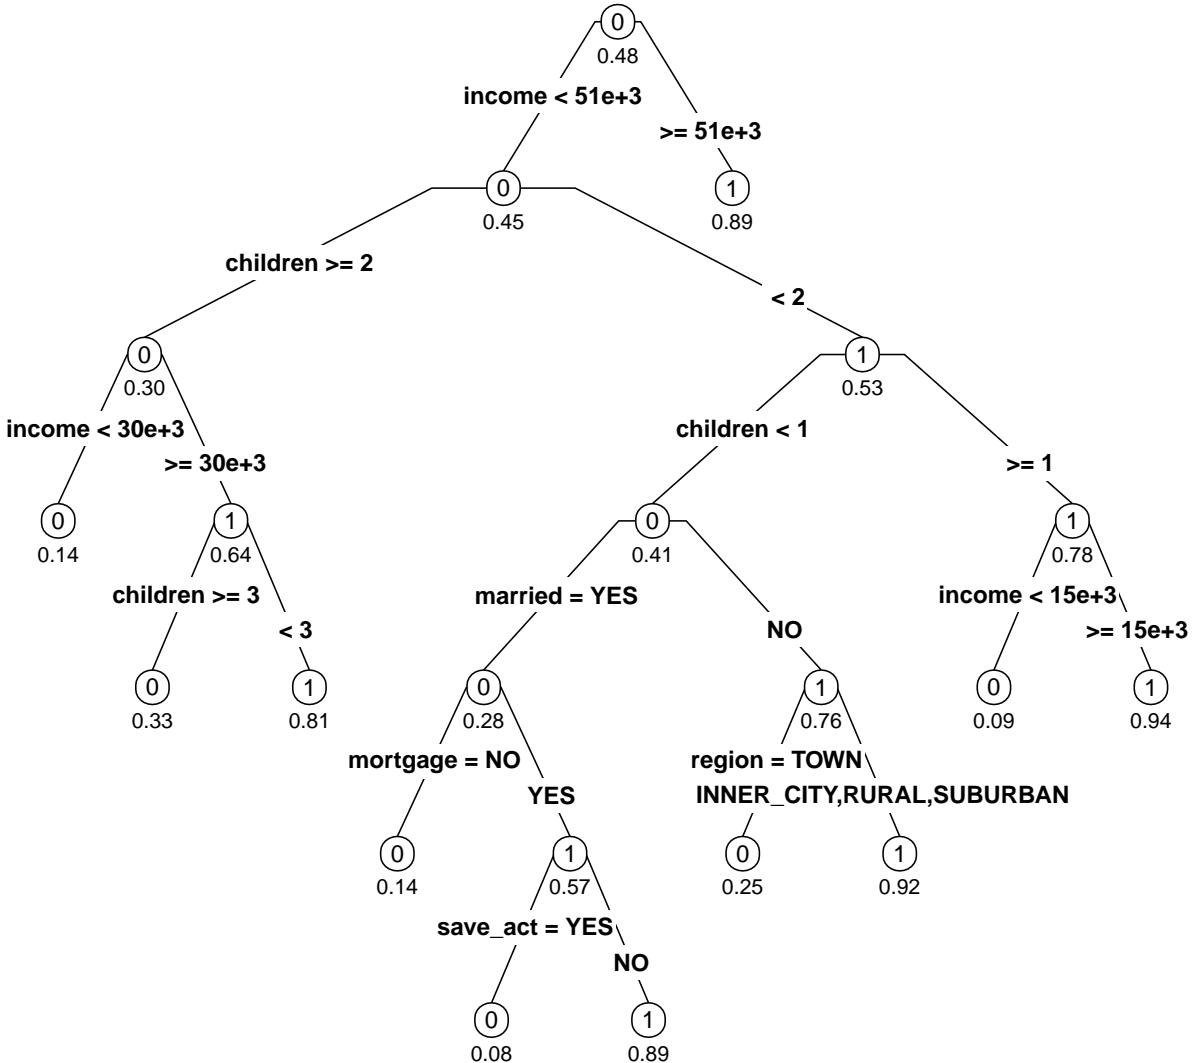 0
0.48
income < 51e+3
>= 51e+3
0
0.45
1
0.89
children >= 2
< 2
0
0.30
1
0.53
income < 30e+3
>= 30e+3
children < 1
>= 1
0
0.14
1
0.64
0
0.41
1
0.78
children >= 3
< 3
married = YES
NO
income < 15e+3
>= 15e+3
0
0.33
1
0.81
0
0.28
1
0.76
0
0.09
1
0.94
mortgage = NO
YES
region = TOWN
INNER_CITY,RURAL,SUBURBAN
0
0.14
1
0.57
0
0.25
1
0.92
save_act = YES
NO
0
0.08
1
0.89